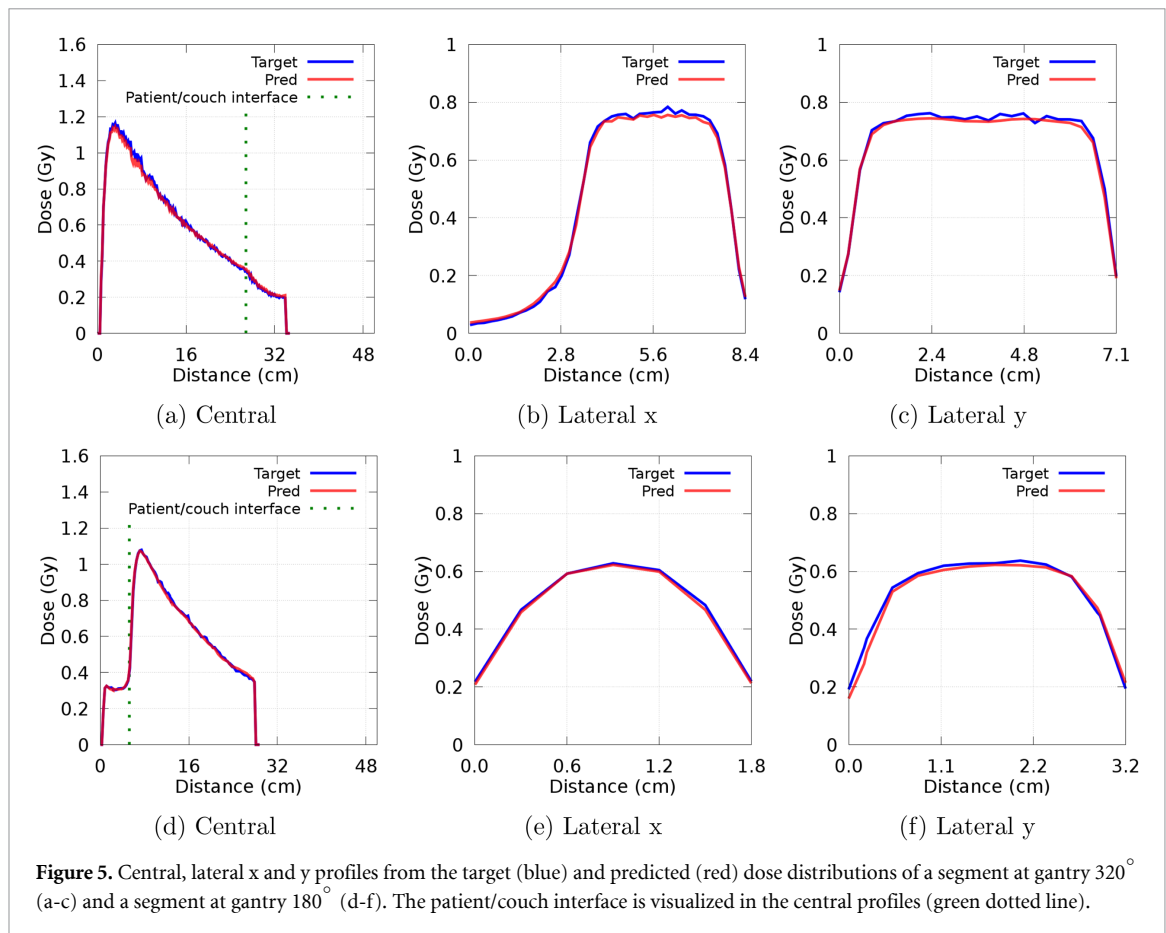 1.6
1.4
1.2
1
0.8
0.6
0.4
0.2
0
Dose (Gy)
Target
Pred
Patient/couch interface
0 16 32 48
Distance (cm)
(a) Central
1
0.8
0.6
0.4
0.2
0
Dose (Gy)
Target
Pred
0.0 2.8 5.6 8.4
Distance (cm)
(b) Lateral x
1
0.8
0.6
0.4
0.2
0
Dose (Gy)
Target
Pred
0.0 2.4 4.8 7.1
Distance (cm)
(c) Lateral y
1.6
1.4
1.2
1
0.8
0.6
0.4
0.2
0
Dose (Gy)
Target
Pred
Patient/couch interface
0 16 32 48
Distance (cm)
(d) Central
1
0.8
0.6
0.4
0.2
0
Dose (Gy)
Target
Pred
0.0 0.6 1.2 1.8
Distance (cm)
(e) Lateral x
1
0.8
0.6
0.4
0.2
0
Dose (Gy)
Target
Pred
0.0 1.1 2.2 3.2
Distance (cm)
(f) Lateral y
Figure 5. Central, lateral x and y profiles from the target (blue) and predicted (red) dose distributions of a segment at gantry 320°
(a-c) and a segment at gantry 180° (d-f). The patient/couch interface is visualized in the central profiles (green dotted line).